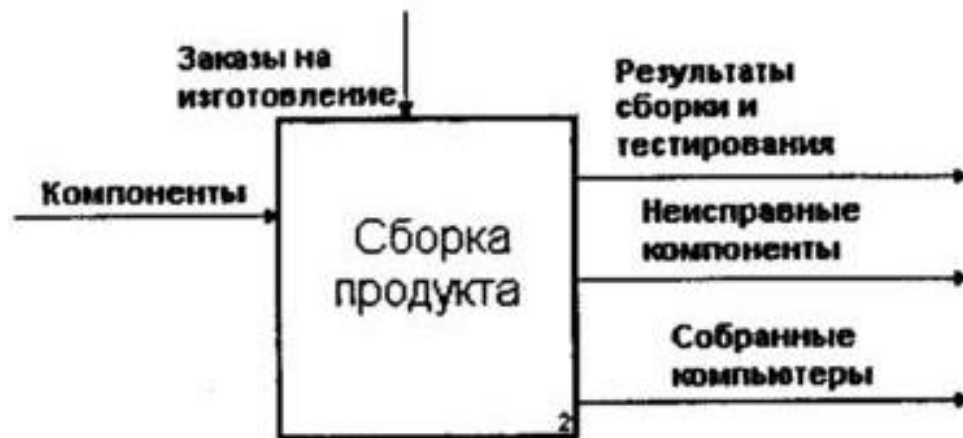 Заказы на
изготовление
Результаты
сборки и
тестирования
Компоненты
Неисправные
компоненты
Сборка
продукта
Собранные
компьютеры
2